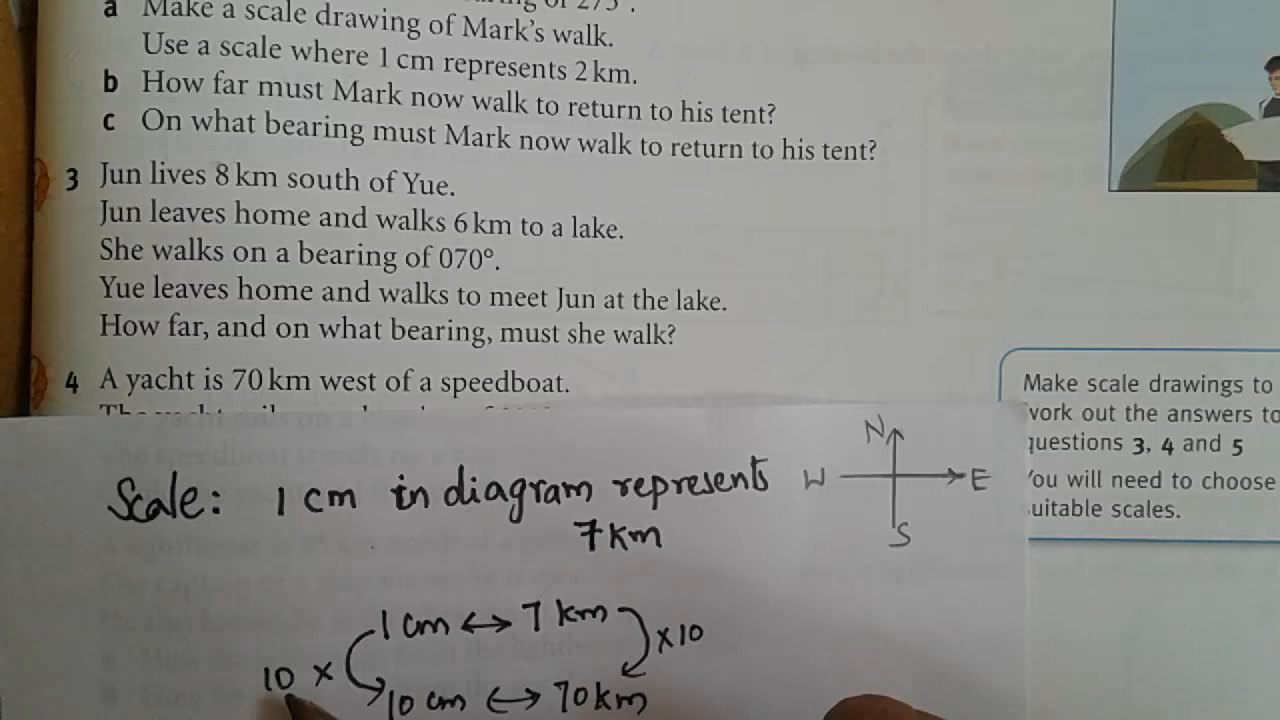 a Make a scale drawing of Mark's walk.
Use a scale where 1 cm represents 2 km.
b How far must Mark now walk to return to his tent?
c On what bearing must Mark now walk to return to his tent?
3 Jun lives 8 km south of Yue.
Jun leaves home and walks 6 km to a lake.
She walks on a bearing of 070°.
Yue leaves home and walks to meet Jun at the lake.
How far, and on what bearing, must she walk?
4 A yacht is 70 km west of a speedboat.
Make scale drawings to
work out the answers to
questions 3, 4 and 5
You will need to choose
suitable scales.
N
W E
S
Scale: 1 cm in diagram represents
7 km
1 cm ↔ 7 km
10 × ×10
10 cm ↔ 70 km